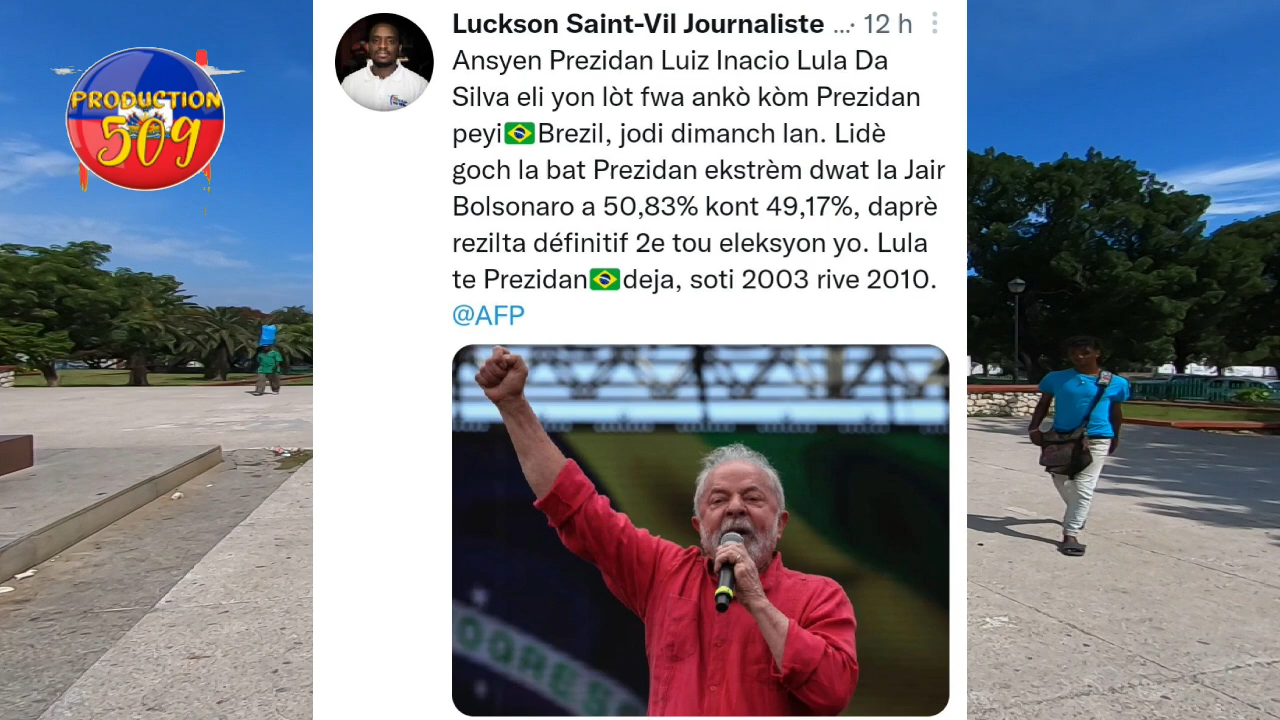 PRODUCTION
509
Luckson Saint-Vil Journaliste ...· 12 h
Ansyen Prezidan Luiz Inacio Lula Da
Silva eli yon lòt fwa ankò kòm Prezidan
peyi🇧🇷Brezil, jodi dimanch lan. Lidè
goch la bat Prezidan ekstrèm dwat la Jair
Bolsonaro a 50,83% kont 49,17%, daprè
rezilta définitif 2e tou eleksyon yo. Lula
te Prezidan🇧🇷deja, soti 2003 rive 2010.
@AFP
OGRESS